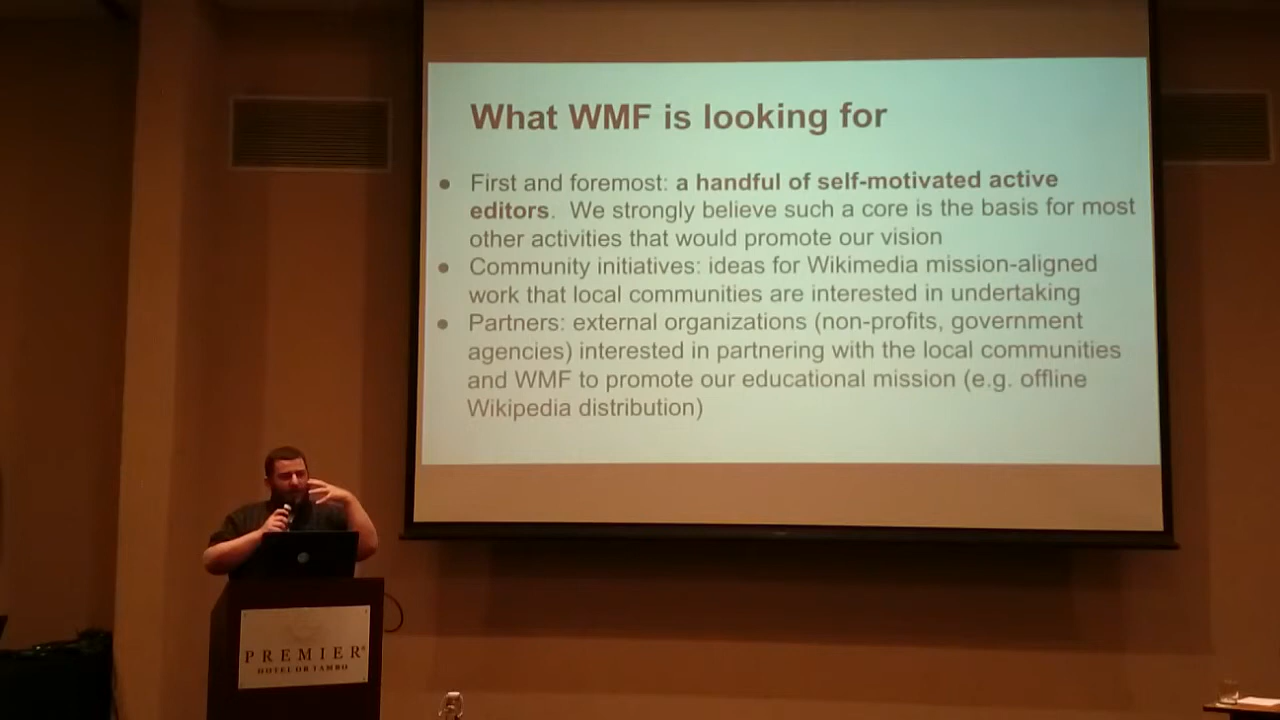 What WMF is looking for
● First and foremost: a handful of self-motivated active
editors. We strongly believe such a core is the basis for most
other activities that would promote our vision
● Community initiatives: ideas for Wikimedia mission-aligned
work that local communities are interested in undertaking
● Partners: external organizations (non-profits, government
agencies) interested in partnering with the local communities
and WMF to promote our educational mission (e.g. offline
Wikipedia distribution)
PREMIER®
HOTEL OR TAMBO